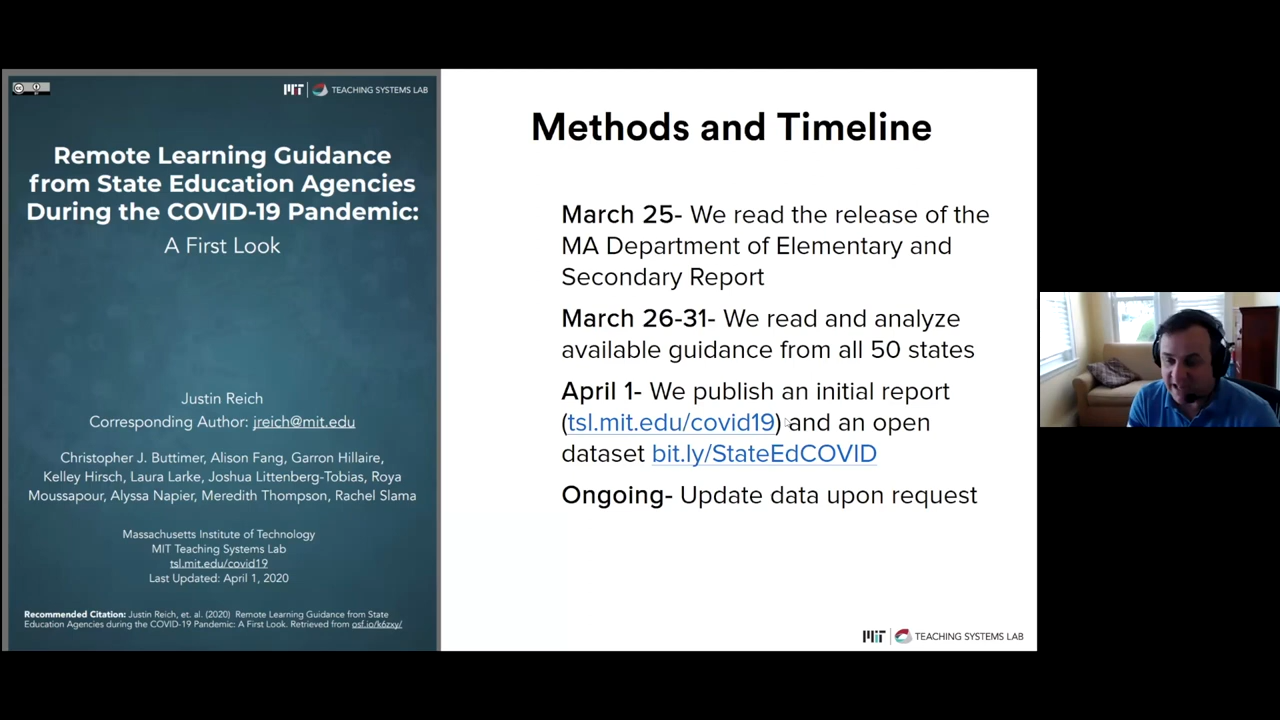 MIT TEACHING SYSTEMS LAB
Remote Learning Guidance
from State Education Agencies
During the COVID-19 Pandemic:
A First Look
Justin Reich
Corresponding Author: jreich@mit.edu
Christopher J. Buttimer, Alison Fang, Garron Hillaire,
Kelley Hirsch, Laura Larke, Joshua Littenberg-Tobias, Roya
Moussapour, Alyssa Napier, Meredith Thompson, Rachel Slama
Massachusetts Institute of Technology
MIT Teaching Systems Lab
tsl.mit.edu/covid19
Last Updated: April 1, 2020
Recommended Citation: Justin Reich, et. al. (2020) Remote Learning Guidance from State
Education Agencies during the COVID-19 Pandemic: A First Look. Retrieved from osf.io/k6zxy/
Methods and Timeline
March 25- We read the release of the
MA Department of Elementary and
Secondary Report
March 26-31- We read and analyze
available guidance from all 50 states
April 1- We publish an initial report
(tsl.mit.edu/covid19) and an open
dataset bit.ly/StateEdCOVID
Ongoing- Update data upon request
MIT TEACHING SYSTEMS LAB